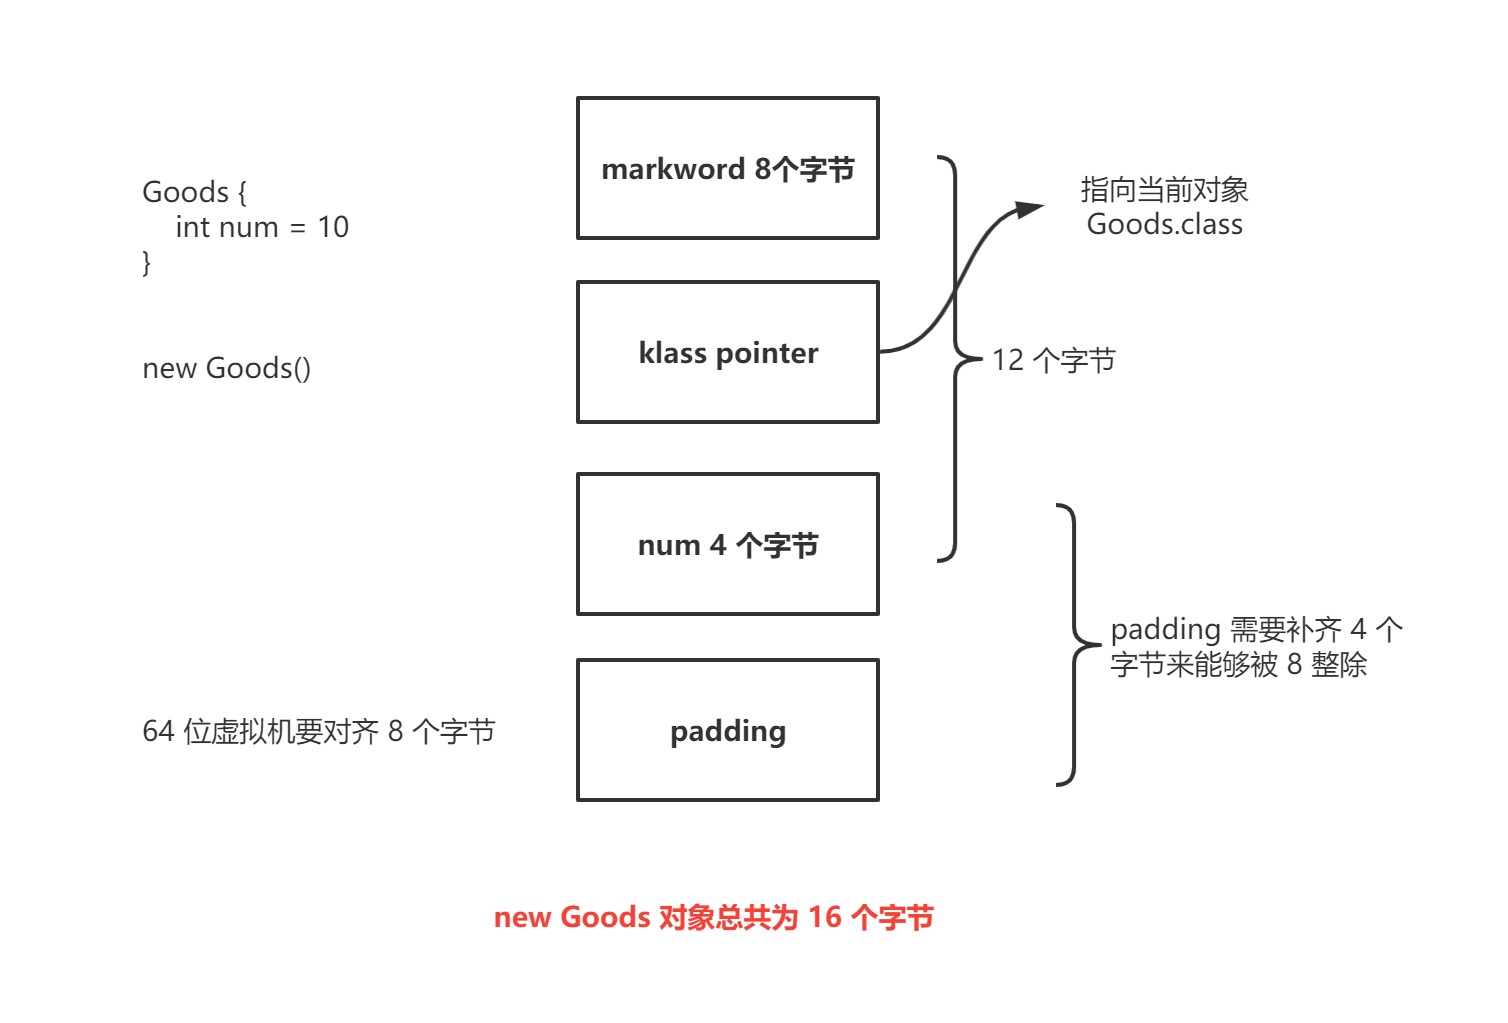 markword 8个字节
Goods {
int num = 10
}
指向当前对象
Goods.class
klass pointer
new Goods()
12 个字节
num 4 个字节
padding 需要补齐 4 个
字节来能够被 8 整除
64 位虚拟机要对齐 8 个字节
padding
new Goods 对象总共为 16 个字节